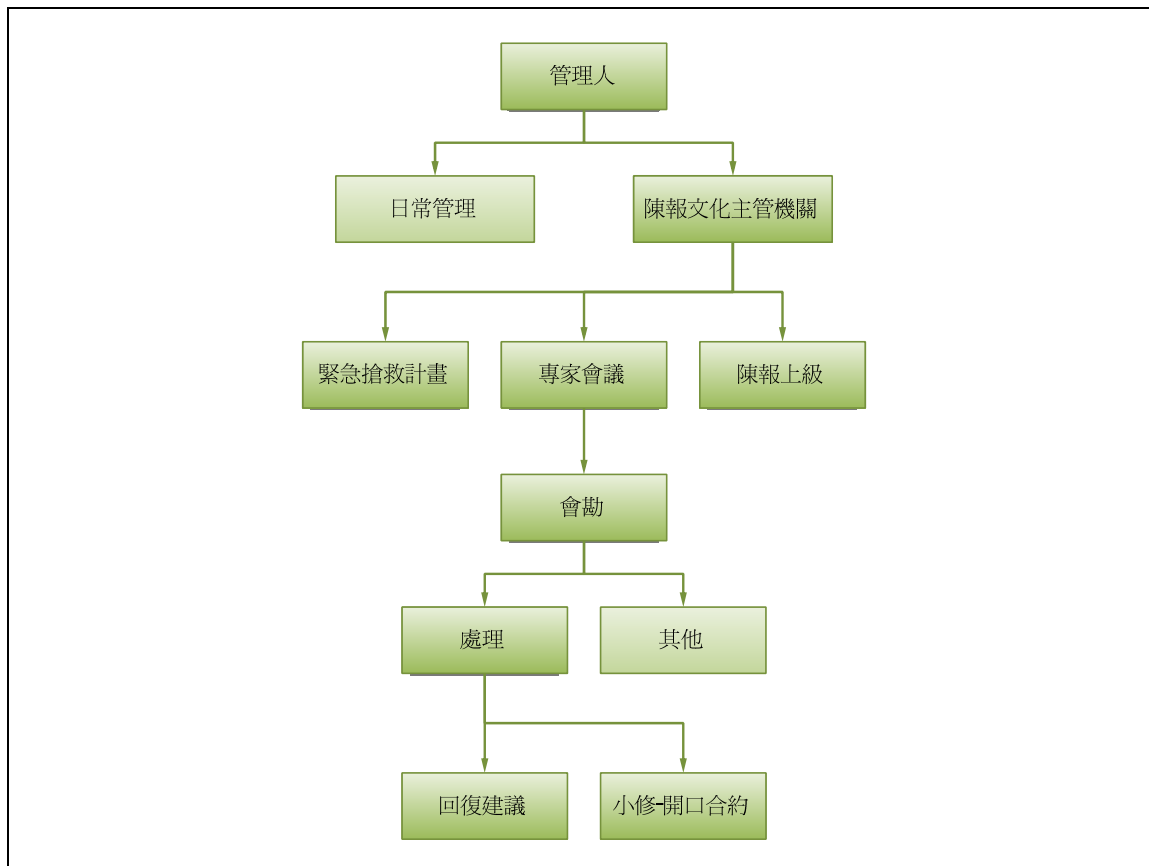 管理人
日常管理
陳報文化主管機關
緊急搶救計畫
專家會議
陳報上級
會勘
處理
其他
回復建議
小修-開口合約